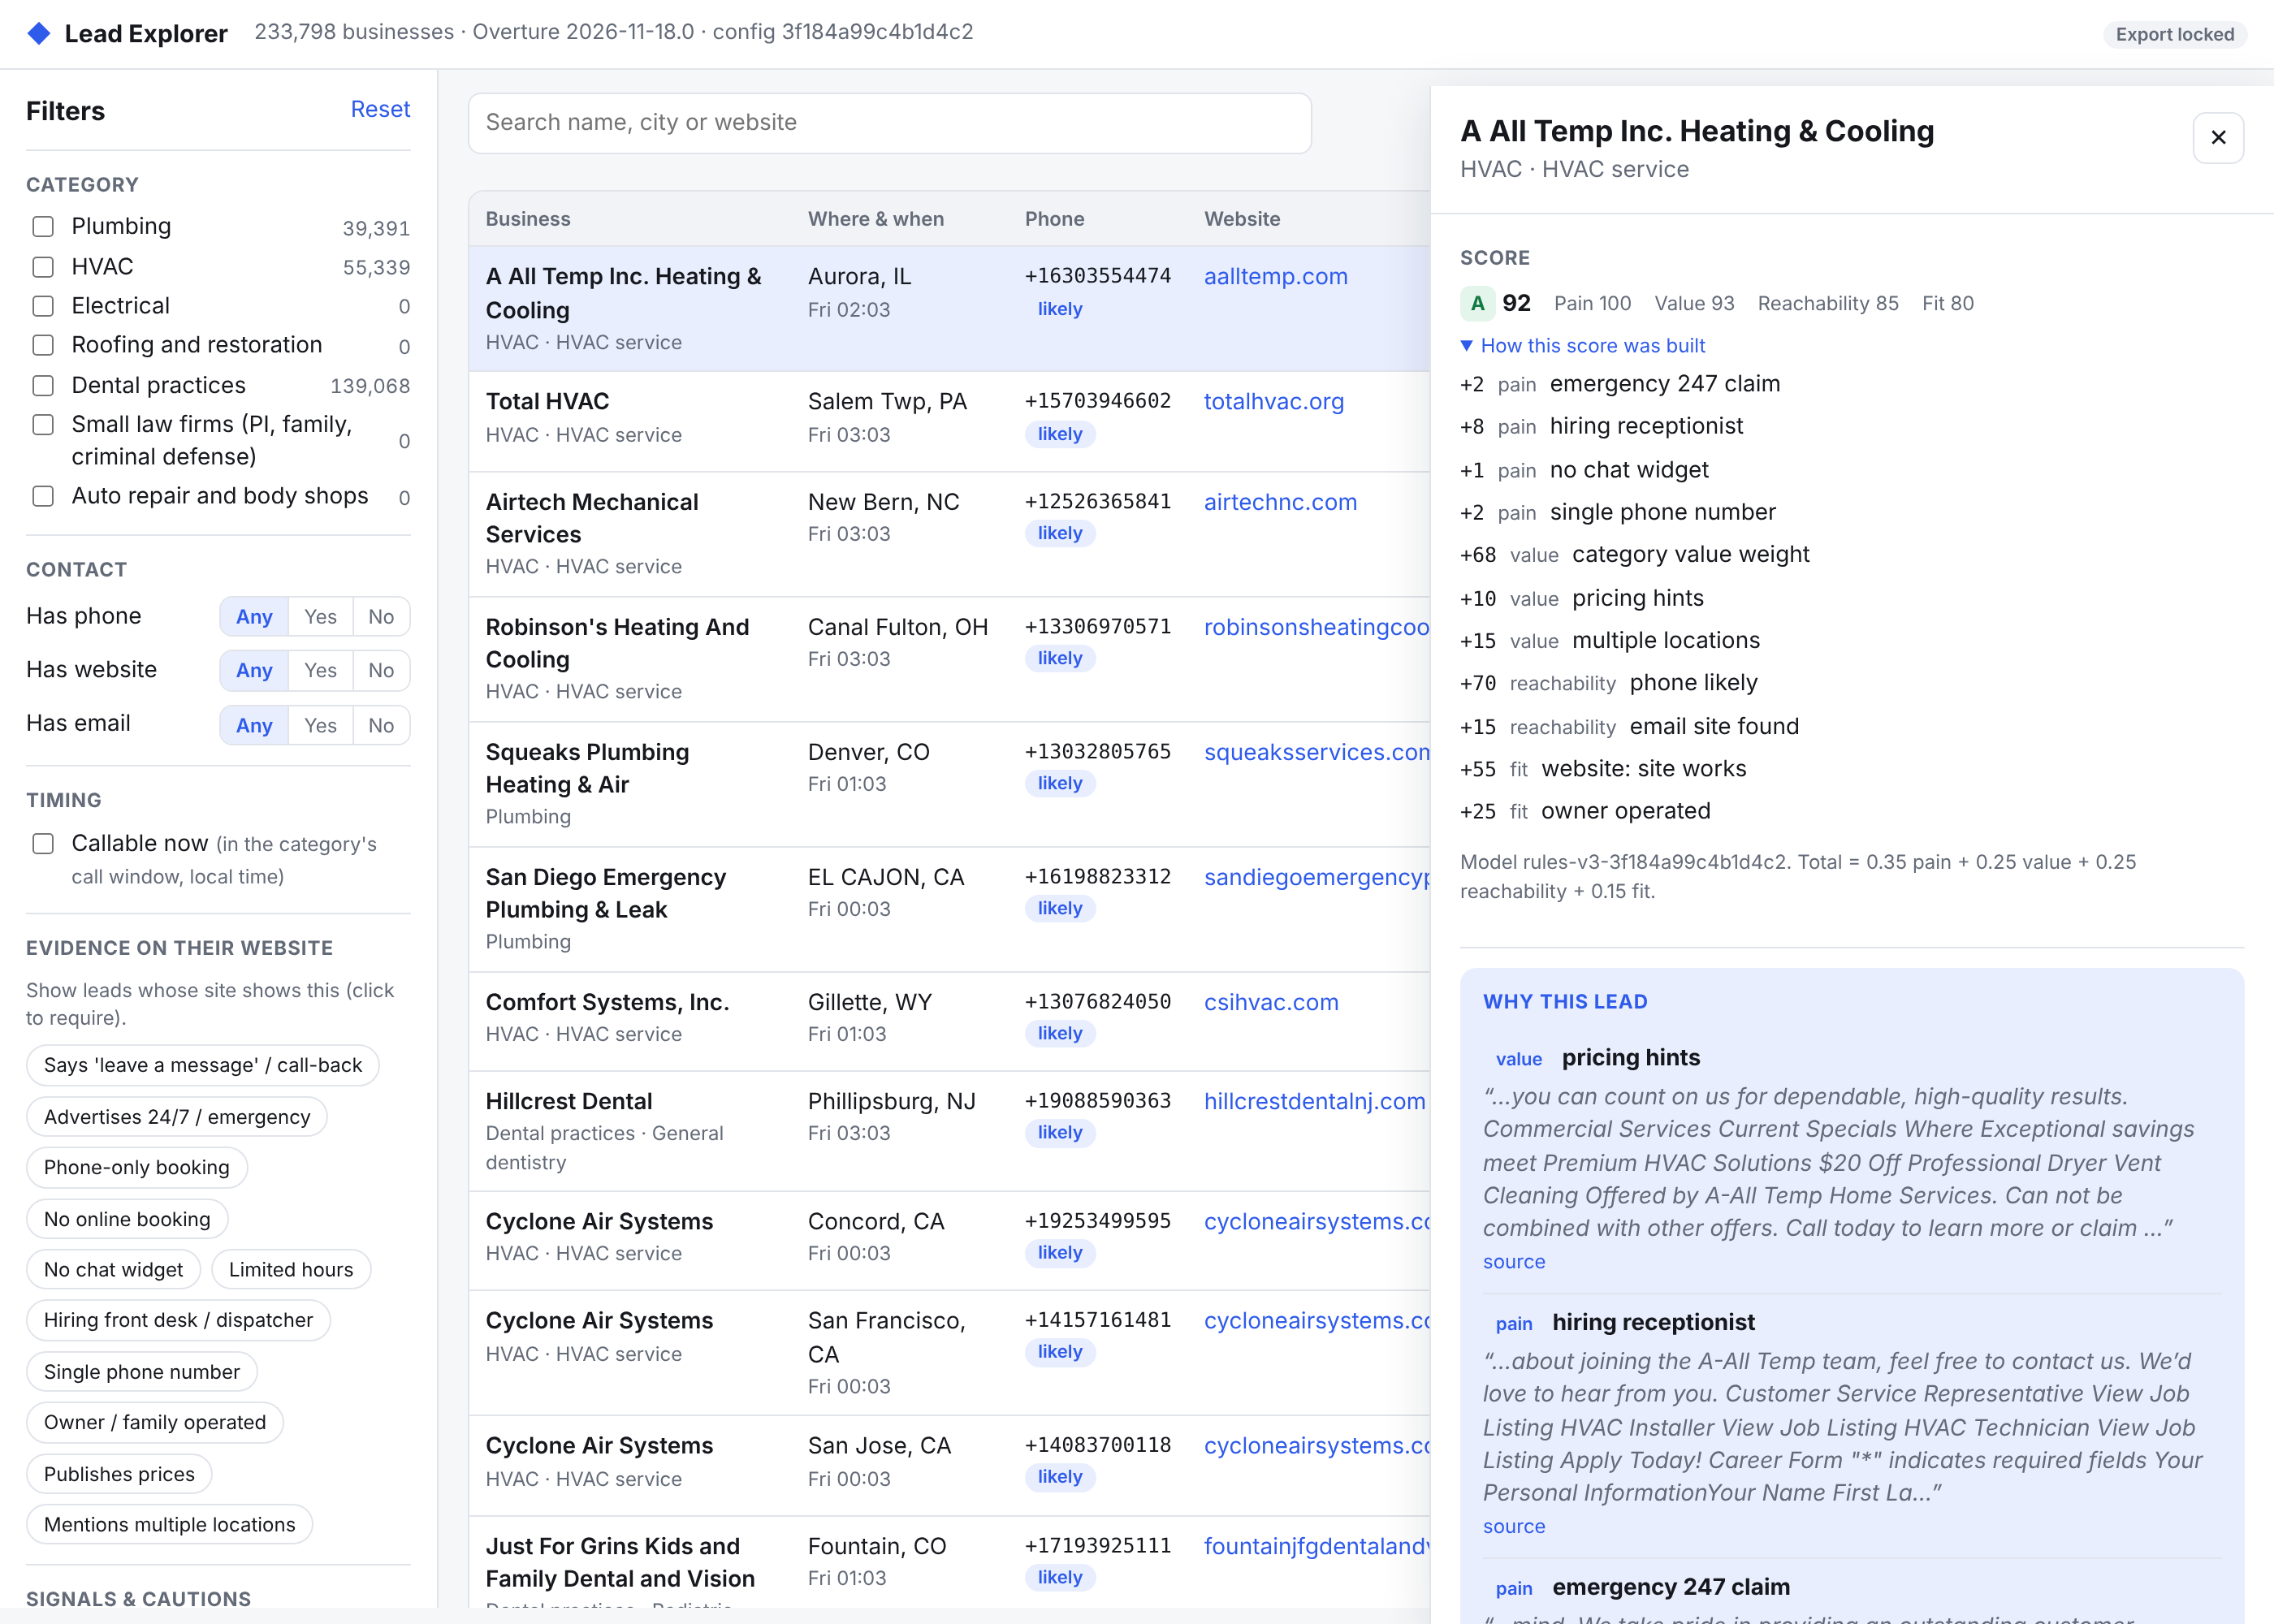 Lead Explorer
233,798 businesses · Overture 2026-11-18.0 · config 3f184a99c4b1d4c2
Export locked
Filters
Reset
CATEGORY
Plumbing 39,391
HVAC 55,339
Electrical 0
Roofing and restoration 0
Dental practices 139,068
Small law firms (PI, family,
criminal defense) 0
Auto repair and body shops 0
CONTACT
Has phone Any Yes No
Has website Any Yes No
Has email Any Yes No
TIMING
Callable now (in the category's
call window, local time)
EVIDENCE ON THEIR WEBSITE
Show leads whose site shows this (click
to require).
Says 'leave a message' / call-back
Advertises 24/7 / emergency
Phone-only booking
No online booking
No chat widget Limited hours
Hiring front desk / dispatcher
Single phone number
Owner / family operated
Publishes prices
Mentions multiple locations
SIGNALS & CAUTIONS
Search name, city or website
Business Where & when Phone Website
A All Temp Inc. Heating & Aurora, IL +16303554474 aalltemp.com
Cooling Fri 02:03 likely
HVAC · HVAC service
Total HVAC Salem Twp, PA +15703946602 totalhvac.org
HVAC · HVAC service Fri 03:03 likely
Airtech Mechanical New Bern, NC +12526365841 airtechnc.com
Services Fri 03:03 likely
HVAC · HVAC service
Robinson's Heating And Canal Fulton, OH +13306970571 robinsonsheatingcoo
Cooling Fri 03:03 likely
HVAC · HVAC service
Squeaks Plumbing Denver, CO +13032805765 squeaksservices.com
Heating & Air Fri 01:03 likely
Plumbing
San Diego Emergency EL CAJON, CA +16198823312 sandiegoemergencyp
Plumbing & Leak Fri 00:03 likely
Plumbing
Comfort Systems, Inc. Gillette, WY +13076824050 csihvac.com
HVAC · HVAC service Fri 01:03 likely
Hillcrest Dental Phillipsburg, NJ +19088590363 hillcrestdentalnj.com
Dental practices · General Fri 03:03 likely
dentistry
Cyclone Air Systems Concord, CA +19253499595 cycloneairsystems.co
HVAC · HVAC service Fri 00:03 likely
Cyclone Air Systems San Francisco, +14157161481 cycloneairsystems.co
HVAC · HVAC service CA likely
Fri 00:03
Cyclone Air Systems San Jose, CA +14083700118 cycloneairsystems.co
HVAC · HVAC service Fri 00:03 likely
Just For Grins Kids and Fountain, CO +17193925111 fountainjfgdentaland
Family Dental and Vision Fri 01:03 likely
Dental practices · Pediatric
A All Temp Inc. Heating & Cooling
HVAC · HVAC service
✕
SCORE
A 92 Pain 100 Value 93 Reachability 85 Fit 80
▼ How this score was built
+2 pain emergency 247 claim
+8 pain hiring receptionist
+1 pain no chat widget
+2 pain single phone number
+68 value category value weight
+10 value pricing hints
+15 value multiple locations
+70 reachability phone likely
+15 reachability email site found
+55 fit website: site works
+25 fit owner operated
Model rules-v3-3f184a99c4b1d4c2. Total = 0.35 pain + 0.25 value + 0.25
reachability + 0.15 fit.
WHY THIS LEAD
value pricing hints
“…you can count on us for dependable, high-quality results.
Commercial Services Current Specials Where Exceptional savings
meet Premium HVAC Solutions $20 Off Professional Dryer Vent
Cleaning Offered by A-All Temp Home Services. Can not be
combined with other offers. Call today to learn more or claim …”
source
pain hiring receptionist
“…about joining the A-All Temp team, feel free to contact us. We’d
love to hear from you. Customer Service Representative View Job
Listing HVAC Installer View Job Listing HVAC Technician View Job
Listing Apply Today! Career Form "*" indicates required fields Your
Personal InformationYour Name First La…”
source
pain emergency 247 claim
“…mind. We take pride in providing an outstanding customer